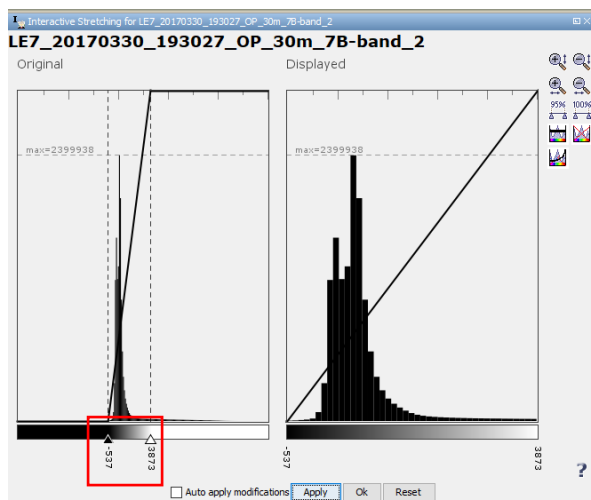 Interactive Stretching for LE7_20170330_193027_OP_30m_7B-band_2
LE7_20170330_193027_OP_30m_7B-band_2
Original
Displayed
95%
100%
max=2399938
max=2399938
-537
3873
-537
3873
?
Auto apply modifications
Apply
Ok
Reset